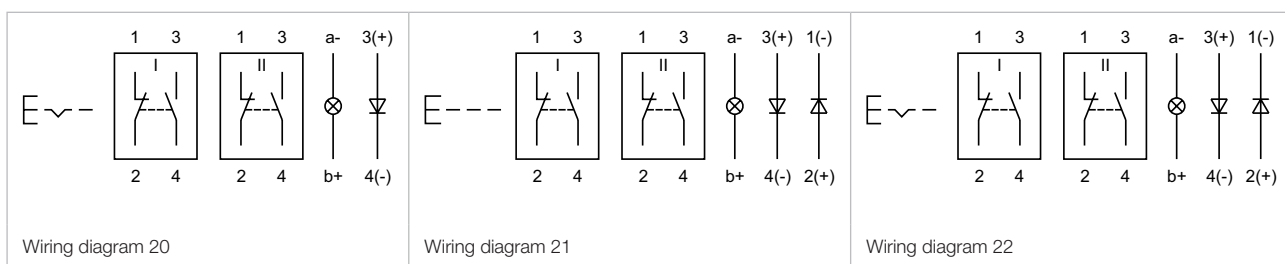 1 3 1 3 a- 3(+)
I II
2 4 2 4 b+ 4(-)
Wiring diagram 20
1 3 1 3 a- 3(+) 1(-)
I II
2 4 2 4 b+ 4(-) 2(+)
Wiring diagram 21
1 3 1 3 a- 3(+) 1(-)
I II
2 4 2 4 b+ 4(-) 2(+)
Wiring diagram 22